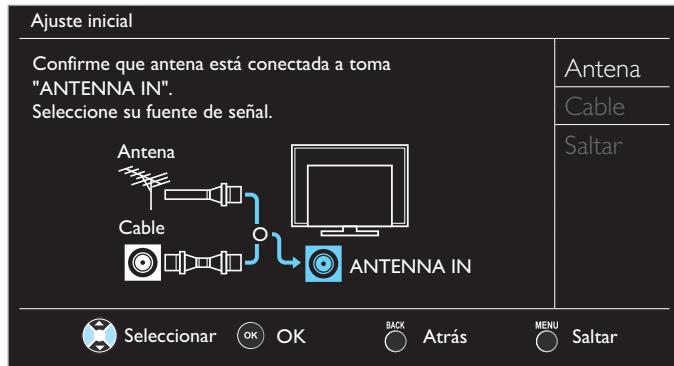 Ajuste inicial
Confirme que antena está conectada a toma
"ANTENNA IN".
Seleccione su fuente de señal.
Antena
Cable
Saltar
Antena
Cable
ANTENNA IN
Seleccionar
OK
OK
BACK
Atrás
MENU
Saltar